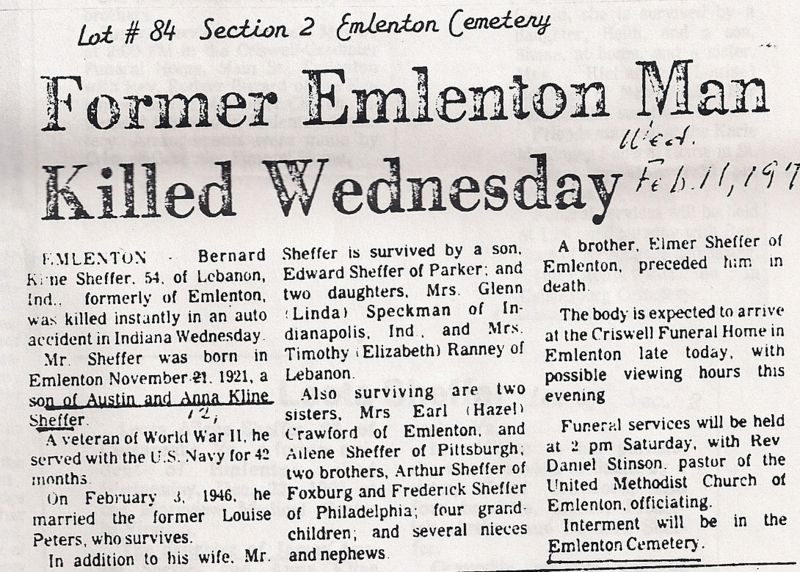 Lot # 84 Section 2 Emlenton Cemetery
Former Emlenton Man
Killed Wednesday
Wed.
Feb. 11, 197
EMLENTON - Bernard
Kline Sheffer, 54, of Lebanon,
Ind., formerly of Emlenton,
was killed instantly in an auto
accident in Indiana Wednesday.
Mr. Sheffer was born in
Emlenton November 21, 1921, a
son of Austin and Anna Kline
Sheffer.
12,
A veteran of World War II, he
served with the U.S. Navy for 42
months.
On February 3, 1946, he
married the former Louise
Peters, who survives.
In addition to his wife, Mr.
Sheffer is survived by a son,
Edward Sheffer of Parker; and
two daughters, Mrs. Glenn
(Linda) Speckman of In-
dianapolis, Ind., and Mrs.
Timothy (Elizabeth) Ranney of
Lebanon.
Also surviving are two
sisters, Mrs Earl (Hazel)
Crawford of Emlenton, and
Ailene Sheffer of Pittsburgh;
two brothers, Arthur Sheffer of
Foxburg and Frederick Sheffer
of Philadelphia; four grand-
children; and several nieces
and nephews.
A brother, Elmer Sheffer of
Emlenton, preceded him in
death.
The body is expected to arrive
at the Criswell Funeral Home in
Emlenton late today, with
possible viewing hours this
evening
Funeral services will be held
at 2 pm Saturday, with Rev
Daniel Stinson, pastor of the
United Methodist Church of
Emlenton, officiating.
Interment will be in the
Emlenton Cemetery.